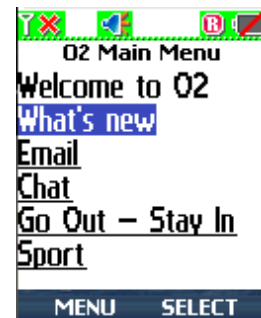 R
O2 Main Menu
Welcome to O2
What's new
Email
Chat
Go Out – Stay In
Sport
MENU SELECT